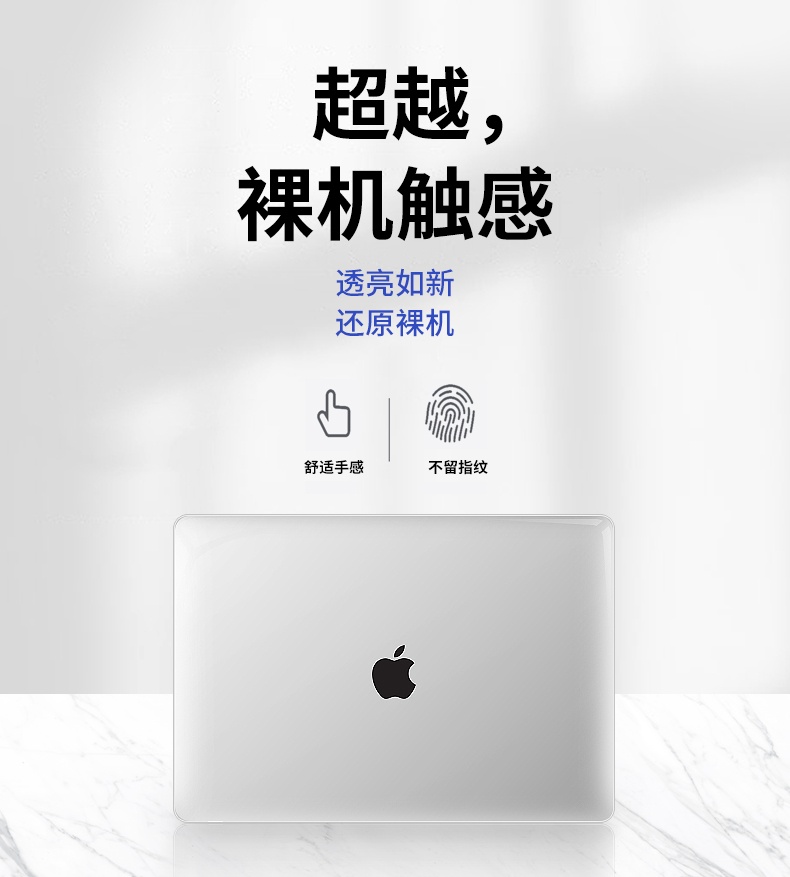 超越，
裸机触感
透亮如新
还原裸机
舒适手感
不留指纹